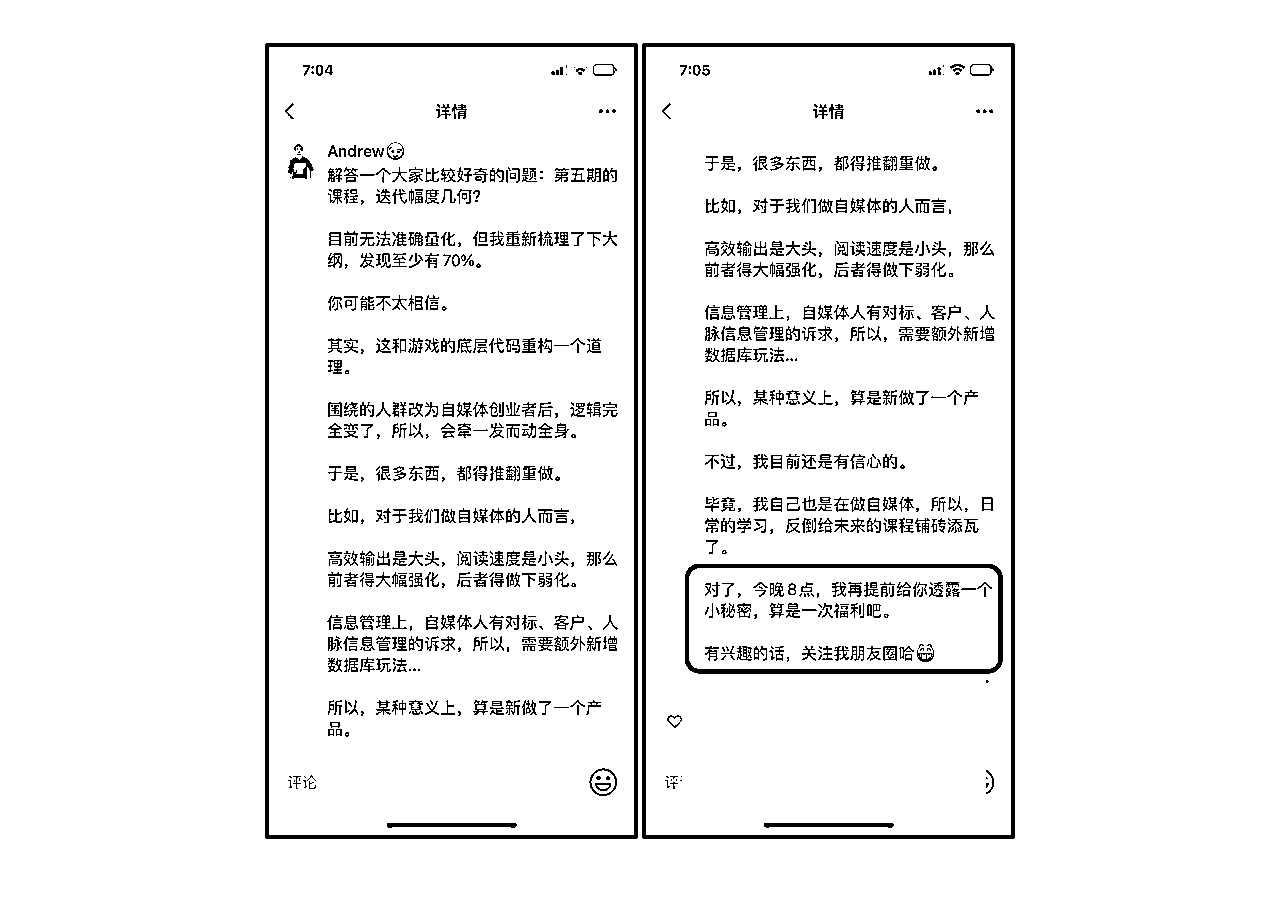 7:04
详情
Andrew
解答一个大家比较好奇的问题：第五期的
课程，迭代幅度几何？
目前无法准确量化，但我重新梳理了下大
纲，发现至少有70%。
你可能不太相信。
其实，这和游戏的底层代码重构一个道
理。
围绕的人群改为自媒体创业者后，逻辑完
全变了，所以，会牵一发而动全身。
于是，很多东西，都得推翻重做。
比如，对于我们做自媒体的人而言，
高效输出是大头，阅读速度是小头，那么
前者得大幅强化，后者得做下弱化。
信息管理上，自媒体人有对标、客户、人
脉信息管理的诉求，所以，需要额外新增
数据库玩法...
所以，某种意义上，算是新做了一个产
品。
评论
7:05
详情
于是，很多东西，都得推翻重做。
比如，对于我们做自媒体的人而言，
高效输出是大头，阅读速度是小头，那么
前者得大幅强化，后者得做下弱化。
信息管理上，自媒体人有对标、客户、人
脉信息管理的诉求，所以，需要额外新增
数据库玩法...
所以，某种意义上，算是新做了一个产
品。
不过，我目前还是有信心的。
毕竟，我自己也是在做自媒体，所以，日
常的学习，反倒给未来的课程铺砖添瓦
了。
对了，今晚8点，我再提前给你透露一个
小秘密，算是一次福利吧。
有兴趣的话，关注我朋友圈哈😁
评